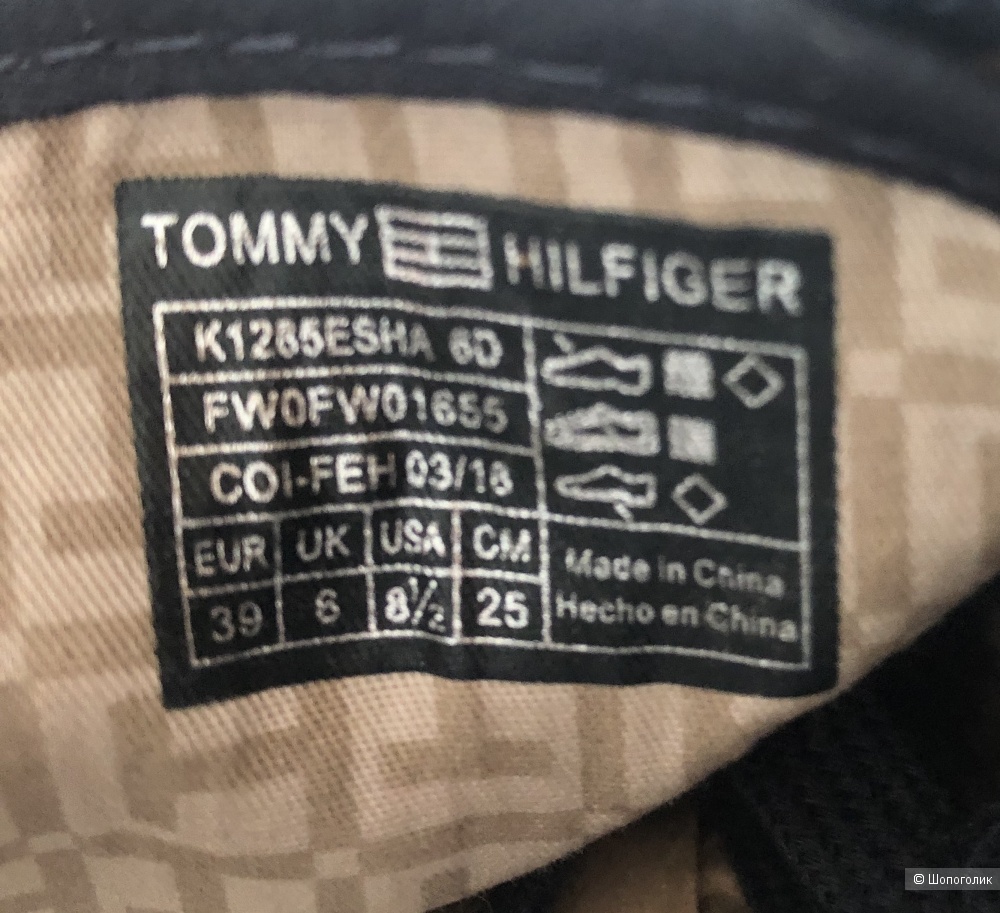 TOMMY HILFIGER
K1285ESHA 6D
FW0FW01655
COI-FEH 03/16
EUR UK USA CM
39 6 8½ 25
Made in China
Hecho en China
© Шопоголик